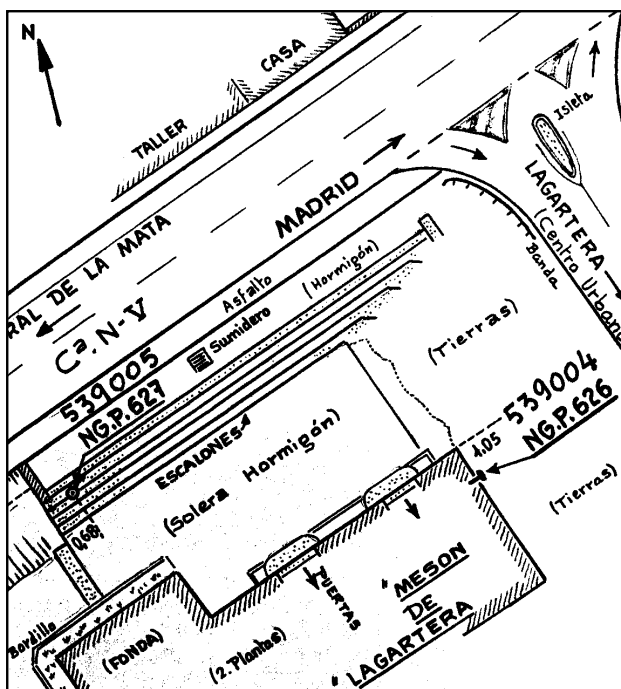 N
CASA
TALLER
Isleta
MADRID
LAGARTERA
(Centro Urbano
RAL DE LA MATA
Banda
Asfalto
(Hormigón)
Cª. N-V
Sumidero
(Tierras)
539005
NG.P. 627
539004
NG.P. 626
4.05
ESCALONES
(Solera Hormigón)
(Tierras)
0,68
PUERTAS
"MESON
DE
LAGARTERA
"
Bordillo
(FONDA)
(2. Plantas)